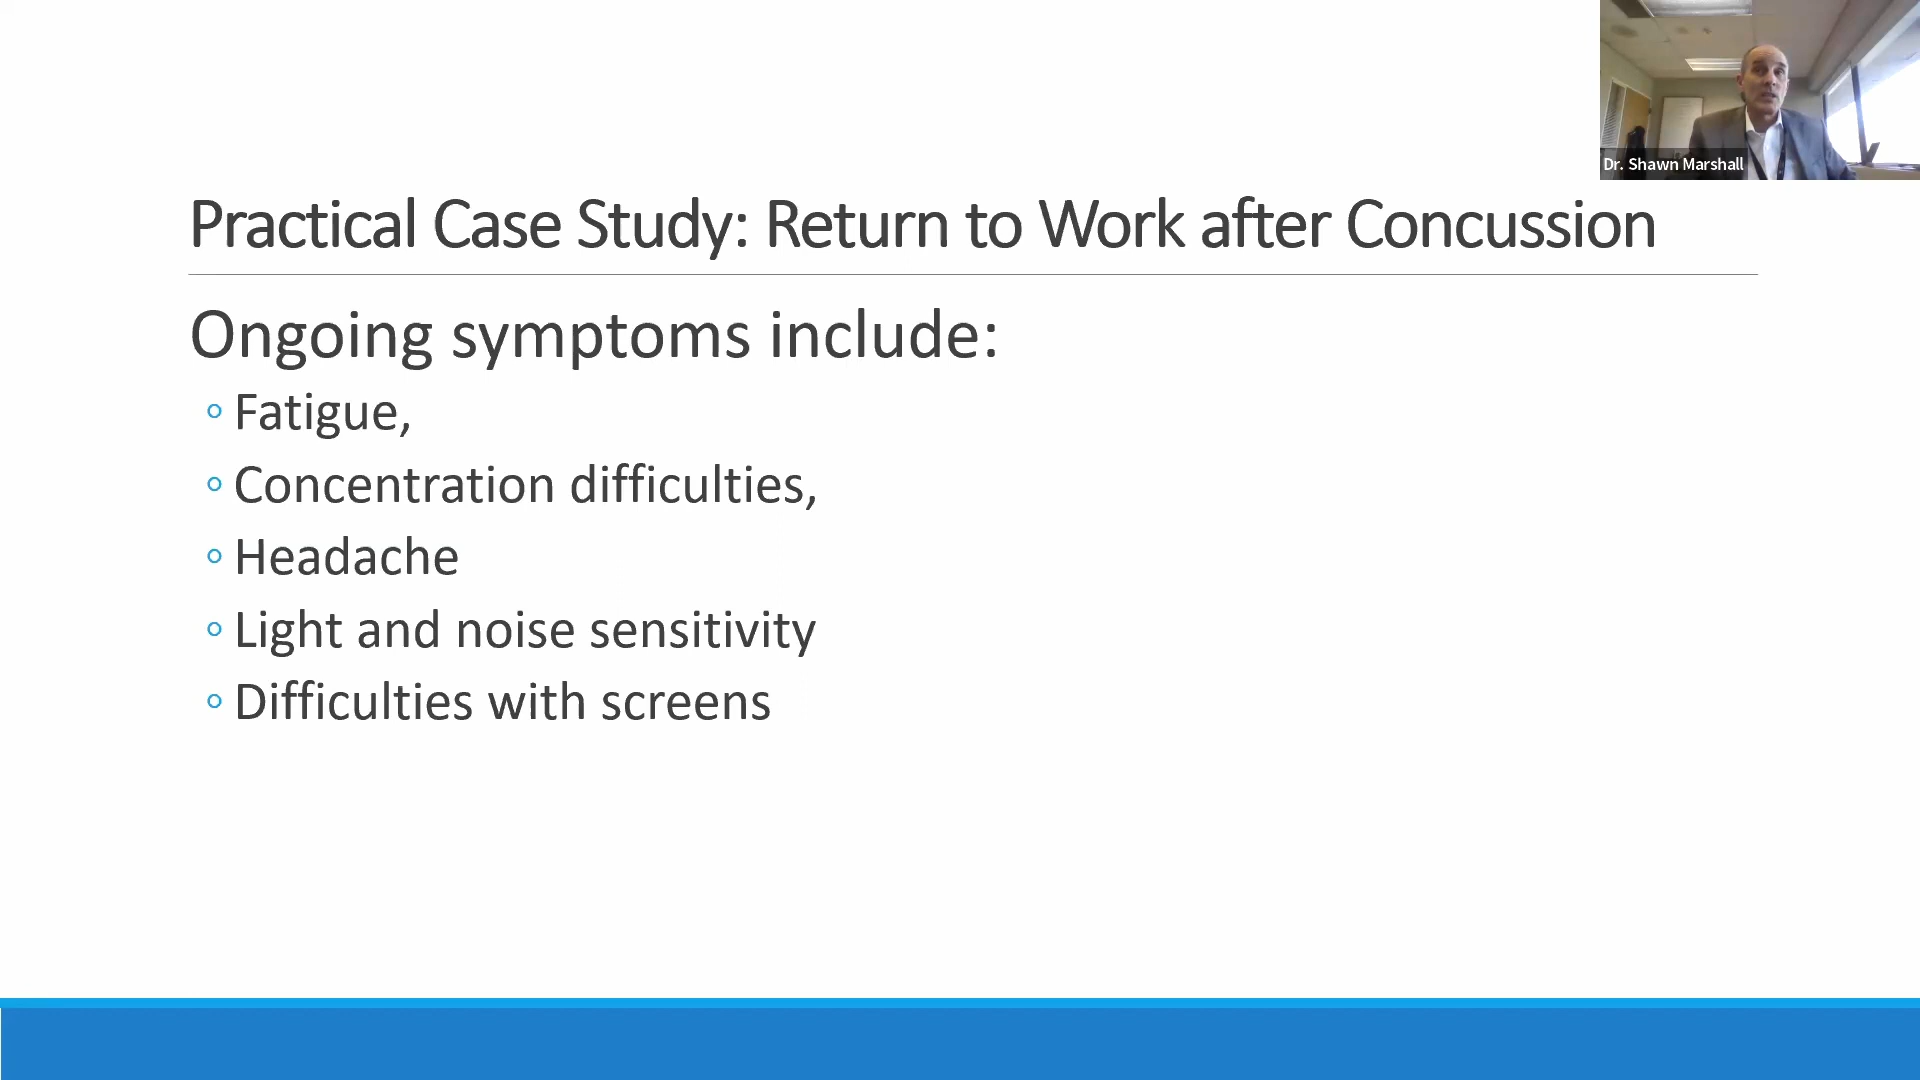 Dr. Shawn Marshall
Practical Case Study: Return to Work after Concussion
Ongoing symptoms include:
Fatigue,
Concentration difficulties,
Headache
Light and noise sensitivity
Difficulties with screens